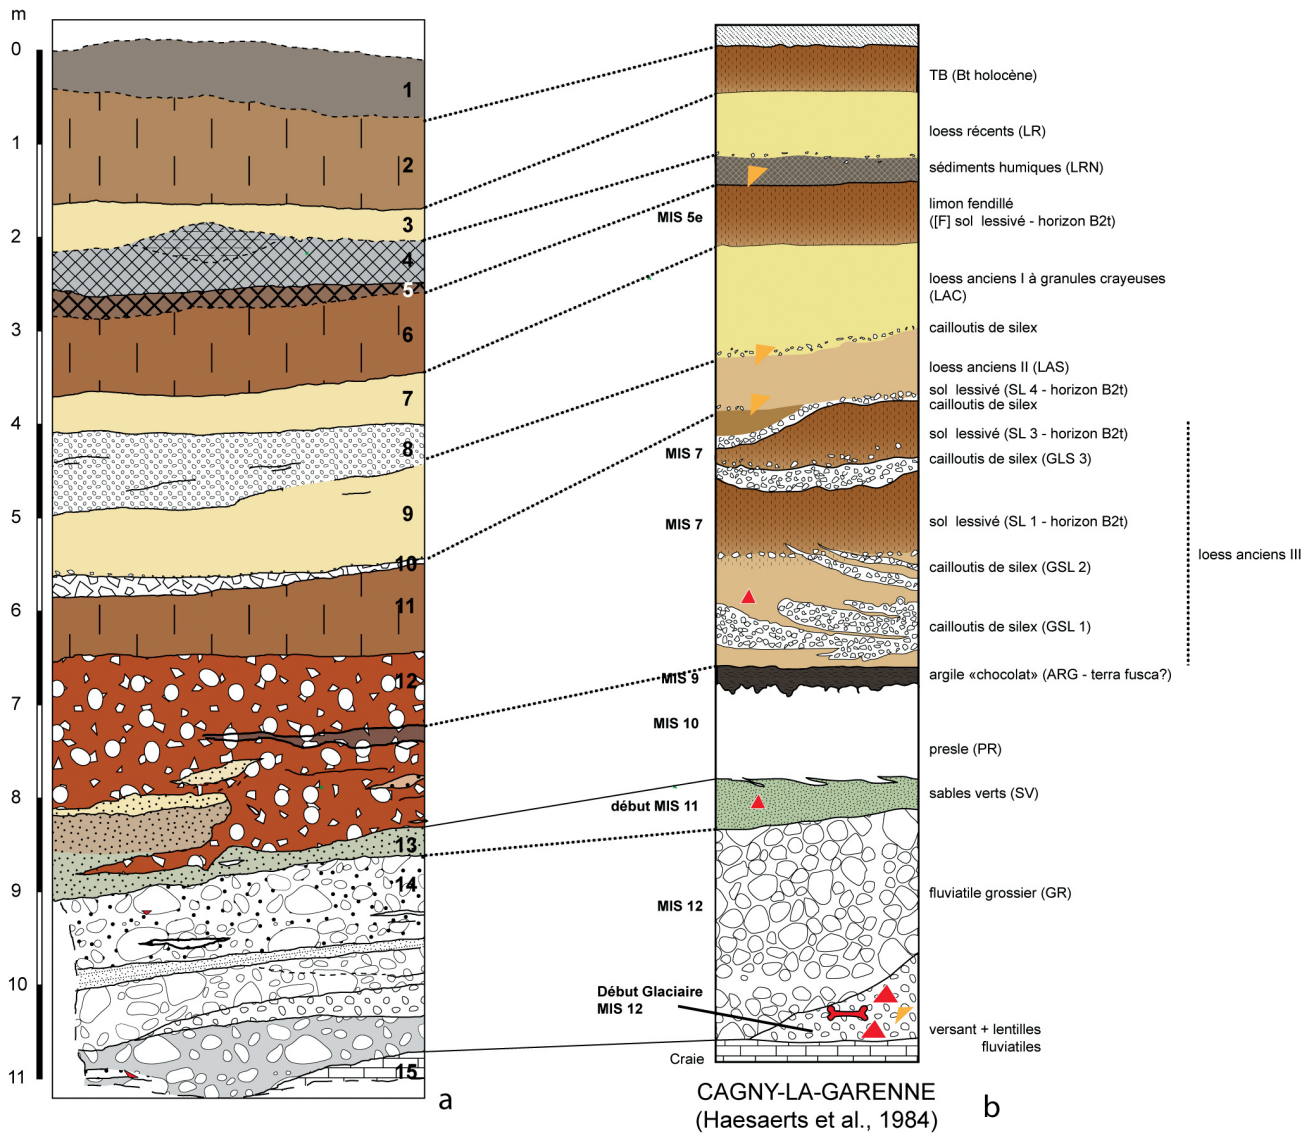 m
0
1
2
3
4
5
6
7
8
9
10
11
1
2
3
4
5
6
7
8
9
10
11
12
13
14
15
a
MIS 5e
MIS 7
MIS 7
MIS 9
MIS 10
début MIS 11
MIS 12
Début Glaciaire
MIS 12
Craie
TB (Bt holocène)
loess récents (LR)
sédiments humiques (LRN)
limon fendillé
([F] sol lessivé - horizon B2t)
loess anciens I à granules crayeuses
(LAC)
cailloutis de silex
loess anciens II (LAS)
sol lessivé (SL 4 - horizon B2t)
cailloutis de silex
sol lessivé (SL 3 - horizon B2t)
cailloutis de silex (GLS 3)
sol lessivé (SL 1 - horizon B2t)
cailloutis de silex (GSL 2)
cailloutis de silex (GSL 1)
argile «chocolat» (ARG - terra fusca?)
presle (PR)
sables verts (SV)
fluviatile grossier (GR)
versant + lentilles
fluviatiles
loess anciens III
CAGNY-LA-GARENNE
(Haesaerts et al., 1984)
b